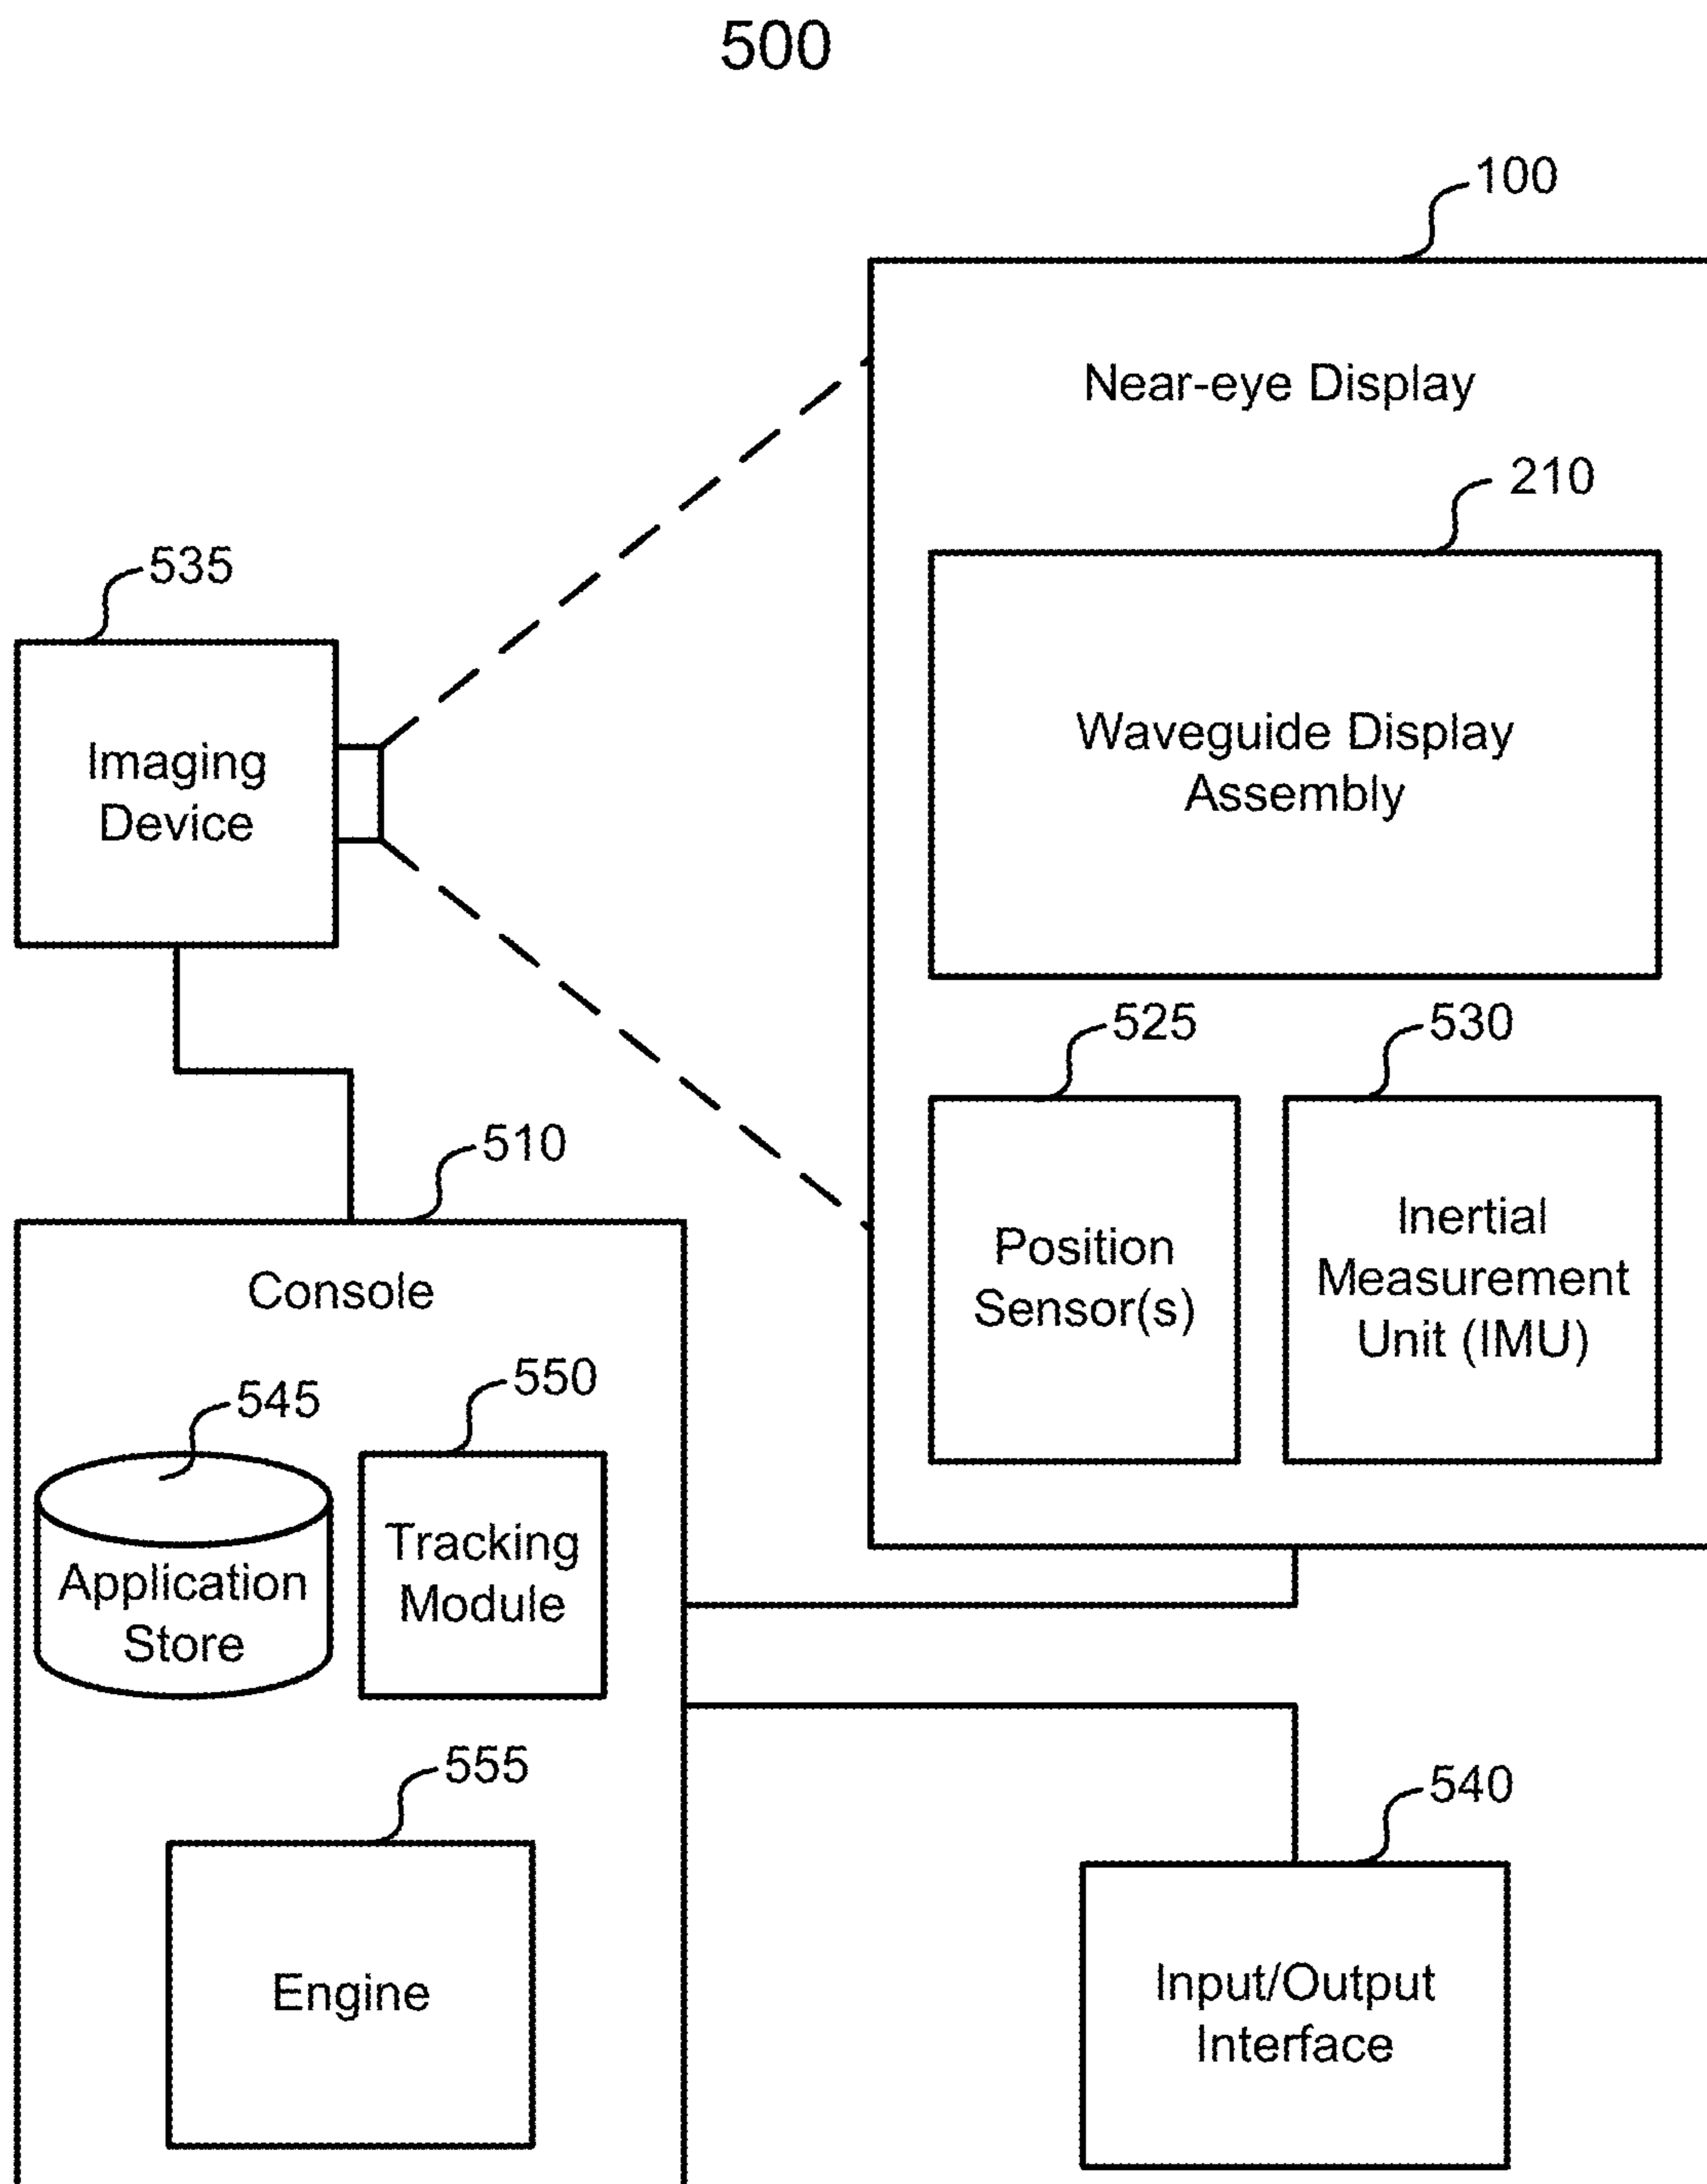 500
100
Near-eye Display
210
Waveguide Display
Assembly
535
Imaging
Device
525
530
Position
Sensor(s)
Inertial
Measurement
Unit (IMU)
510
Console
545
550
Application
Store
Tracking
Module
555
Engine
540
Input/Output
Interface